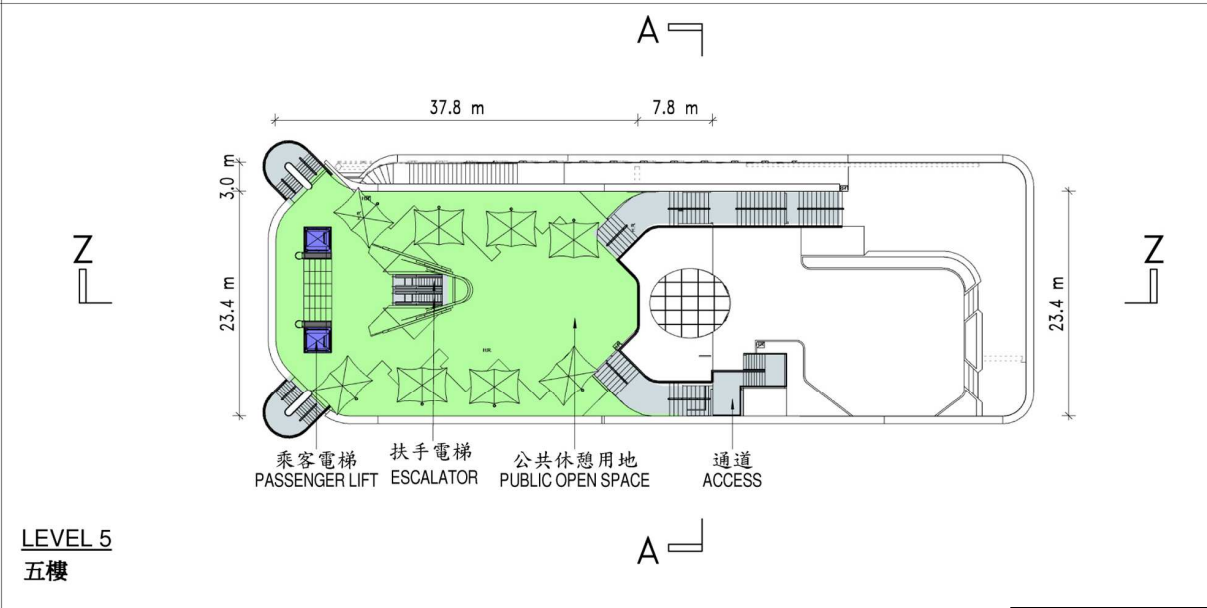 A
37.8 m
7.8 m
3.0 m
Z
Z
23.4 m
23.4 m
乘客電梯
PASSENGER LIFT
扶手電梯
ESCALATOR
公共休憩用地
PUBLIC OPEN SPACE
通道
ACCESS
LEVEL 5
五樓
A